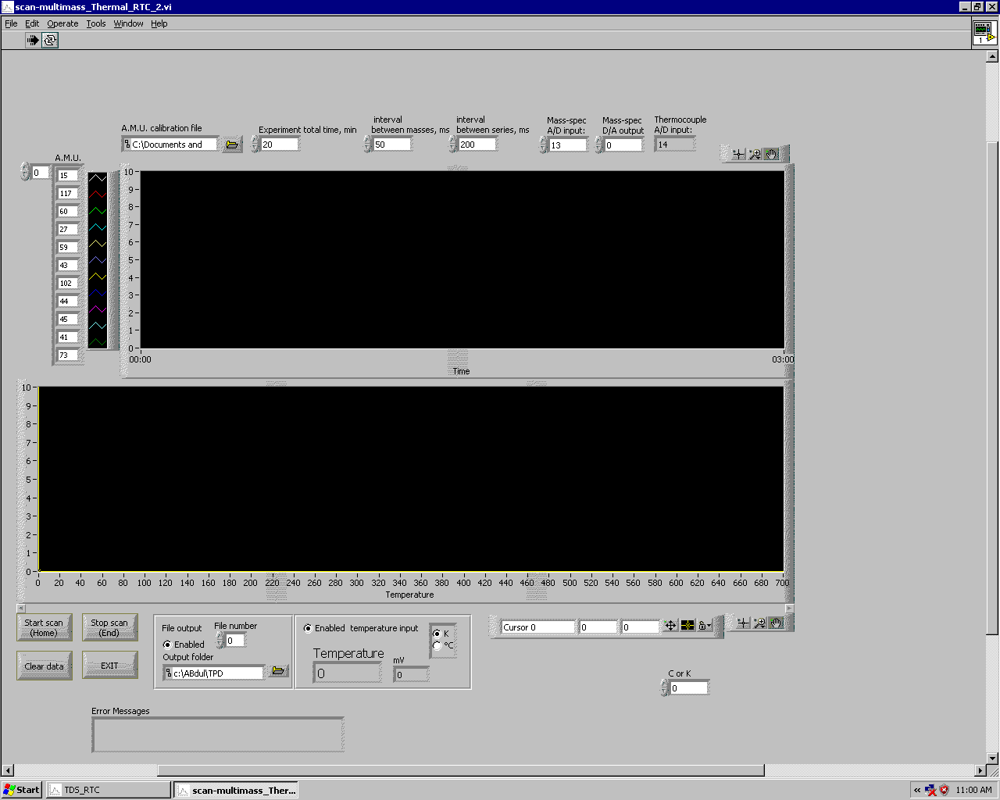 scan-multimass_Thermal_RTC_2.vi
File Edit Operate Tools Window Help
1
A.M.U. calibration file
C:\Documents and
Experiment total time, min
20
interval
between masses, ms
50
interval
between series, ms
200
Mass-spec
A/D input:
13
Mass-spec
D/A output
0
Thermocouple
A/D input:
14
A.M.U.
0
15
117
60
27
59
43
102
44
45
41
73
10
9
8
7
6
5
4
3
2
1
0
00:00 03:00
Time
10
9
8
7
6
5
4
3
2
1
0
0 20 40 60 80 100 120 140 160 180 200 220 240 260 280 300 320 340 360 380 400 420 440 460 480 500 520 540 560 580 600 620 640 660 680 700
Temperature
Start scan
(Home)
Stop scan
(End)
Clear data
EXIT
File output
Enabled
File number
0
Output folder
c:\ABdul\TPD
Enabled temperature input
K
°C
Temperature
0
mV
0
Cursor 0 0 0
C or K
0
Error Messages
Start TDS_RTC scan-multimass_Ther... « 11:00 AM